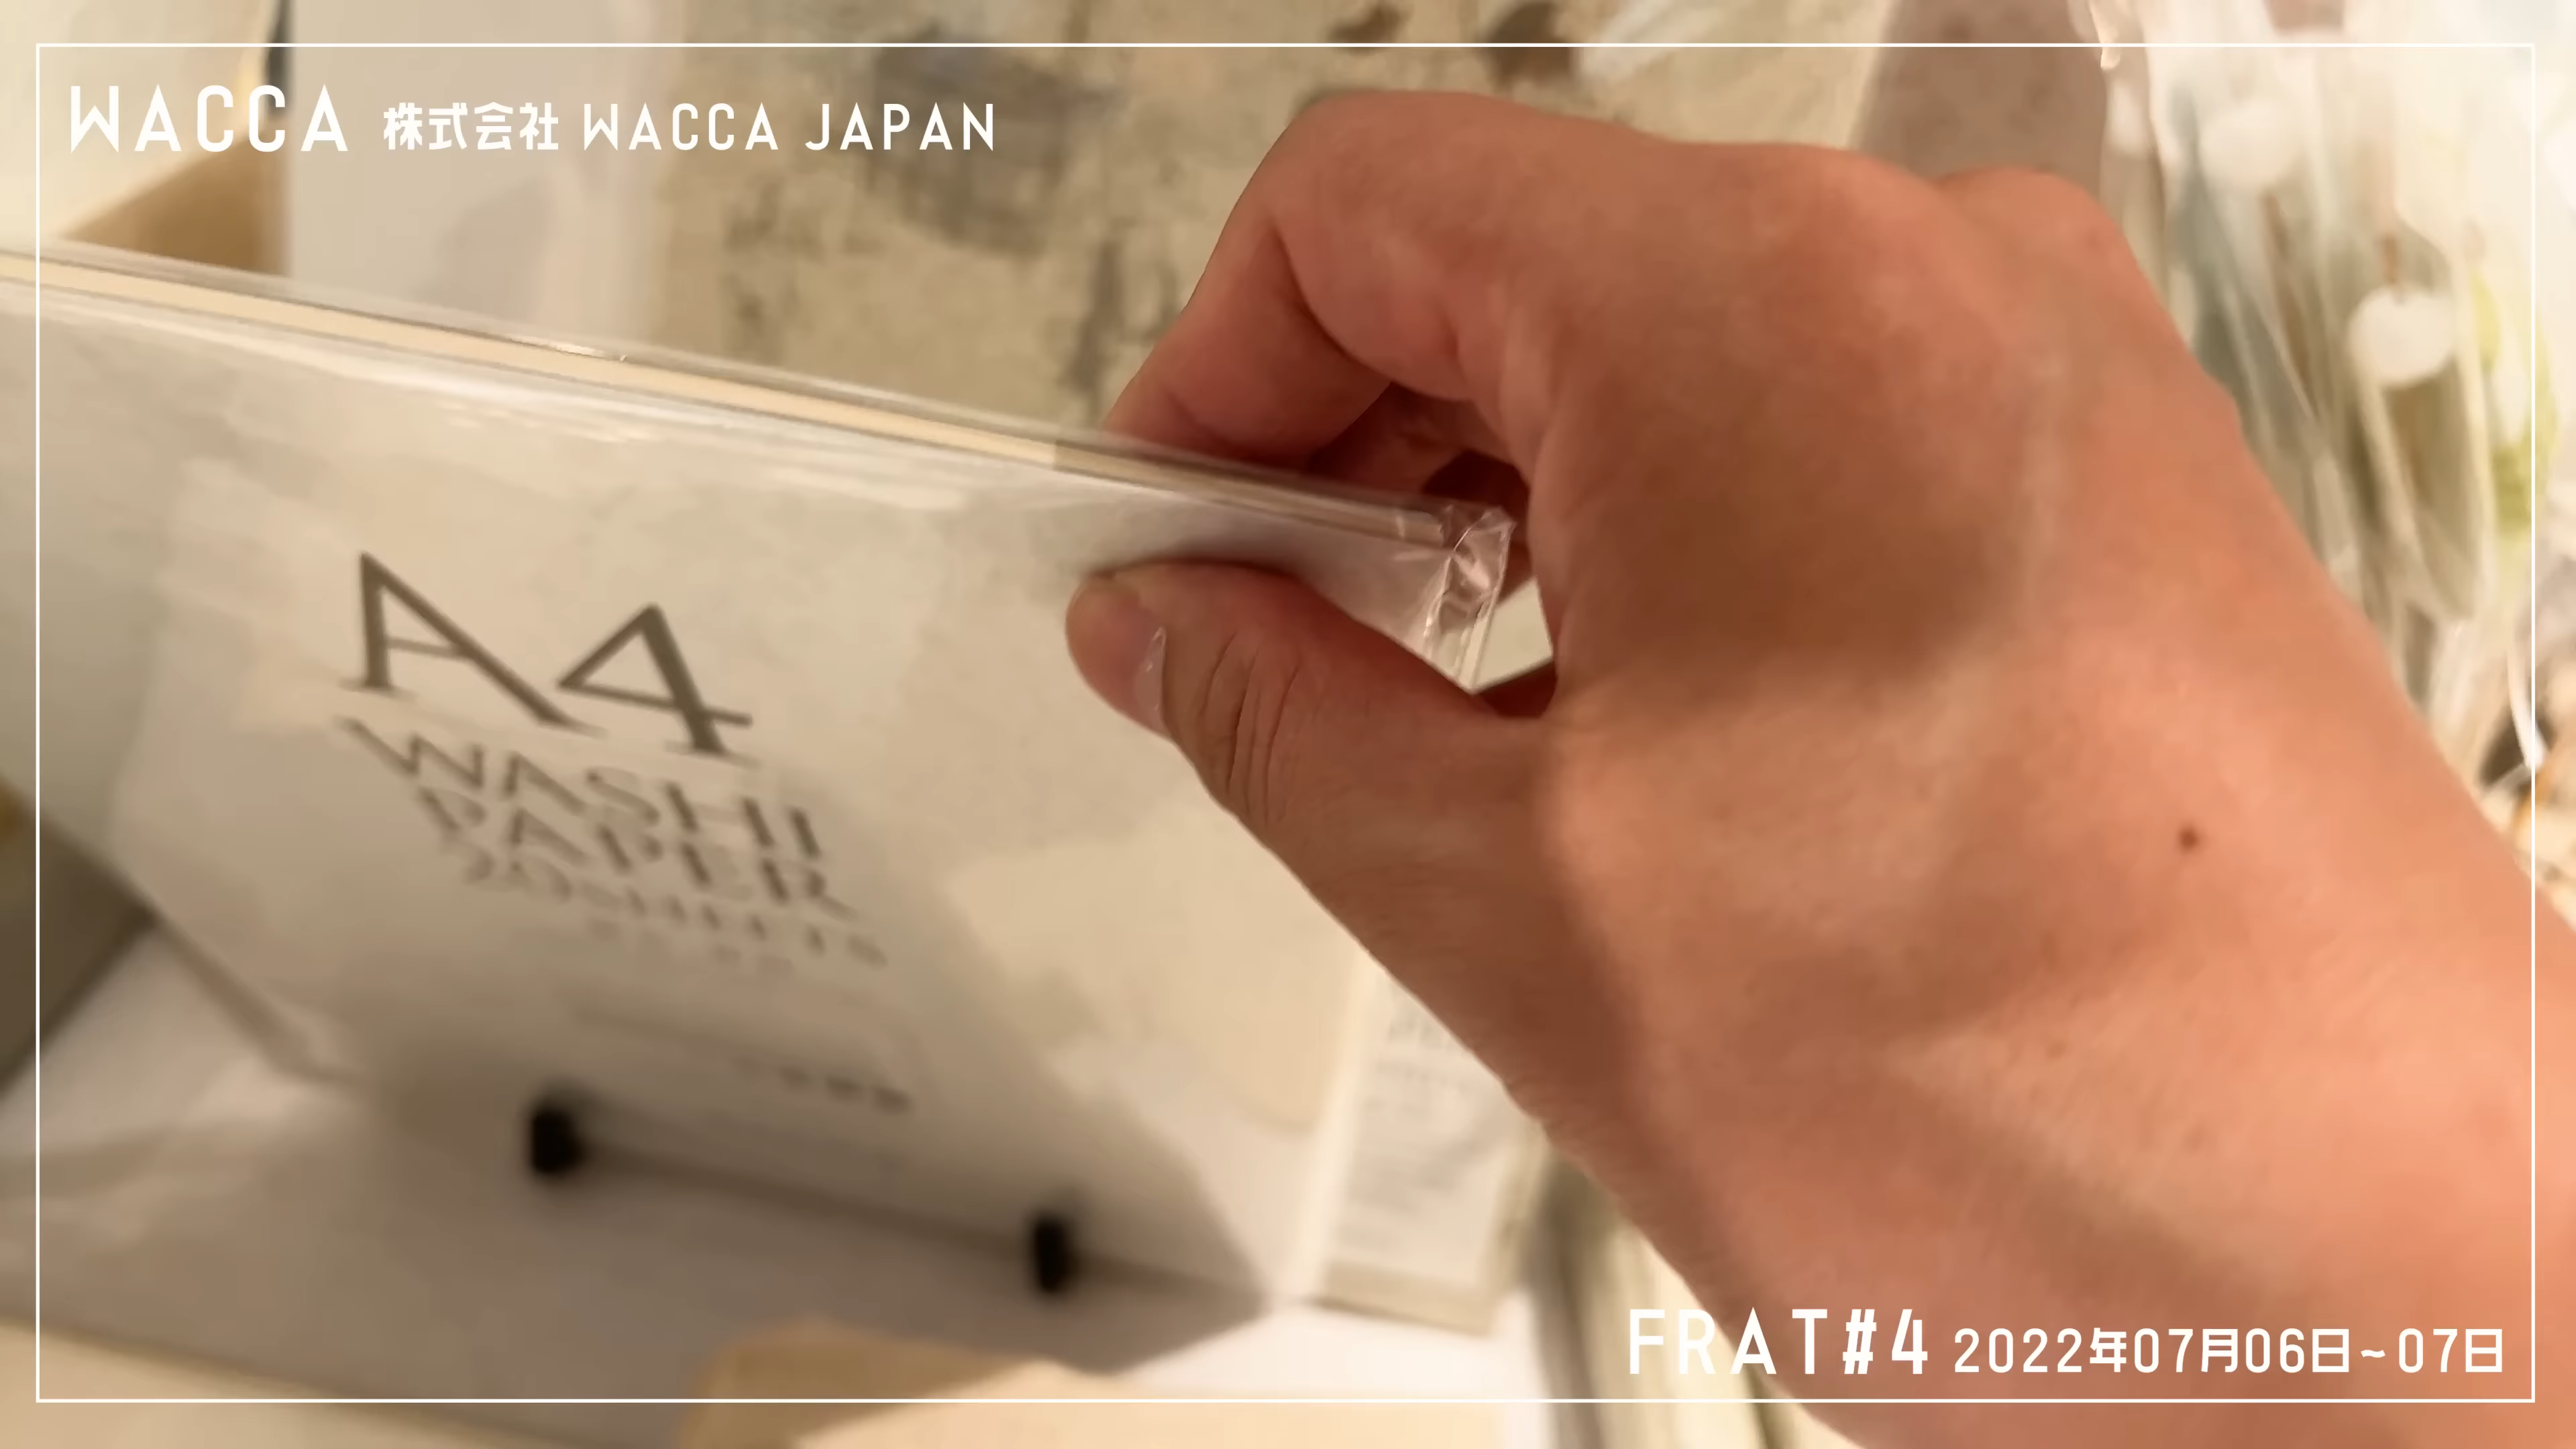 WACCA 株式会社 WACCA JAPAN
A4
WASHI
PAPER
20SHEETS
FRAT#4 2022年07月06日~07日